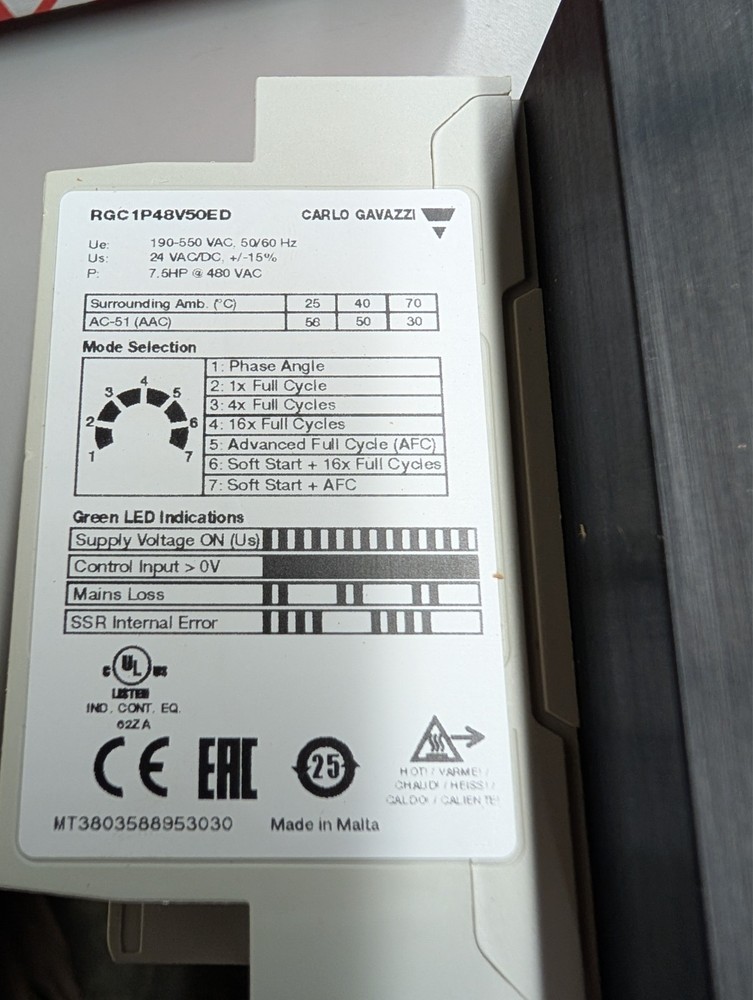 RGC1P48V50ED CARLO GAVAZZI
Ue: 190-550 VAC, 50/60 Hz
Us: 24 VAC/DC, +/-15%
P: 7.5HP @ 480 VAC
Surrounding Amb. (°C) 25 40 70
AC-51 (AAC) 56 50 30
Mode Selection
1 2 3 4 5 6 7
1: Phase Angle
2: 1x Full Cycle
3: 4x Full Cycles
4: 16x Full Cycles
5: Advanced Full Cycle (AFC)
6: Soft Start + 16x Full Cycles
7: Soft Start + AFC
Green LED Indications
Supply Voltage ON (Us)
Control Input > 0V
Mains Loss
SSR Internal Error
C UL US
LISTED
IND. CONT. EQ.
62ZA
CE EAC 25
HOT! / VARME! /
CHAUD! / HEISS! /
CALDO! / CALIENTE!
MT3803588953030 Made in Malta